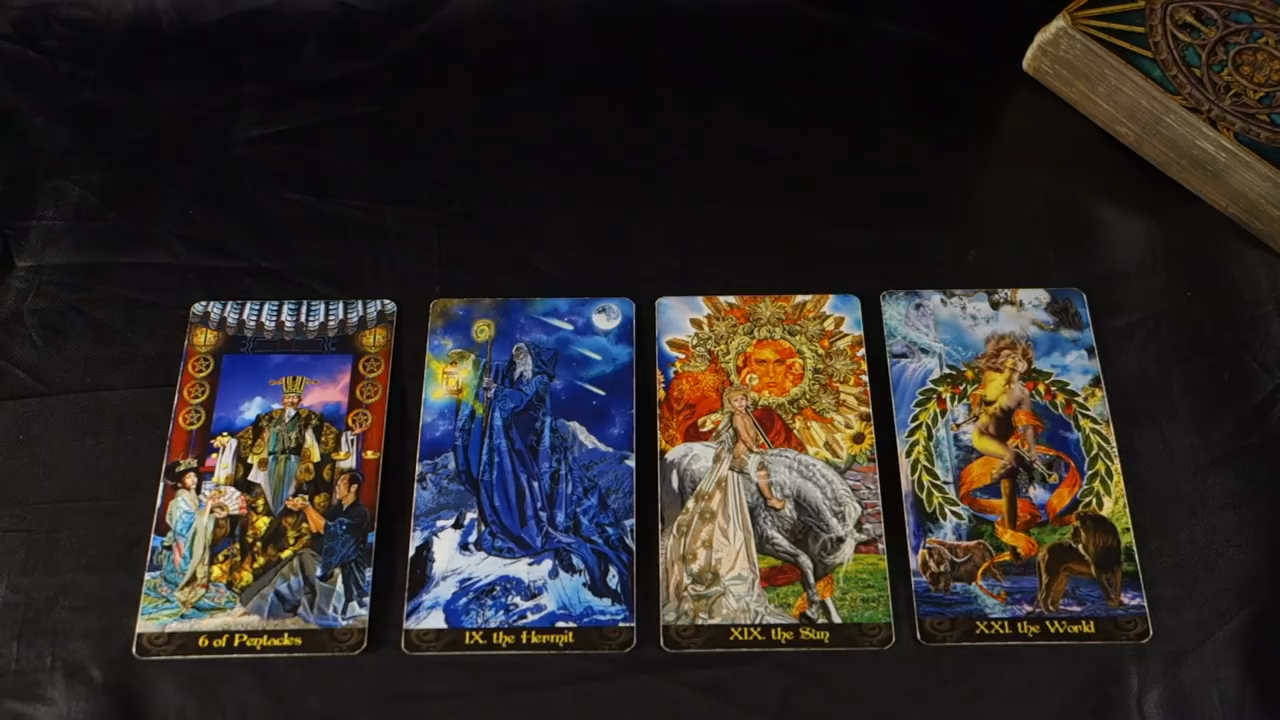 6 of Pentacles
IX. the Hermit
XIX. the Sun
XXI. the World